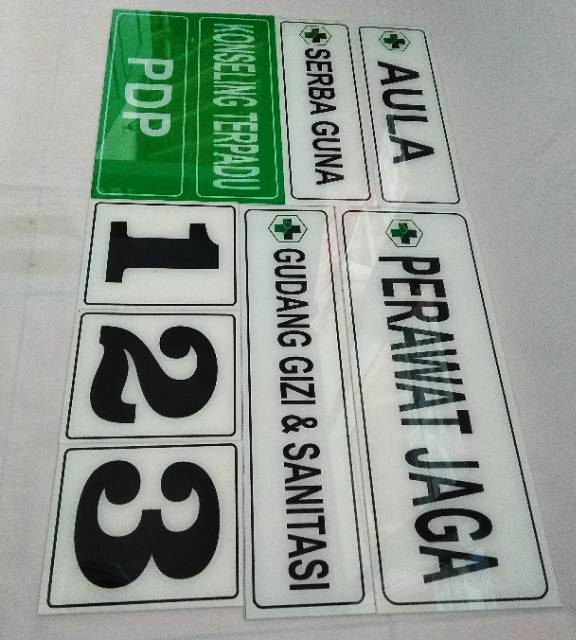 AULA
SERBA GUNA
KONSELING TERPADU
PDP
PERAWAT JAGA
GUDANG GIZI & SANITASI
1
2
3